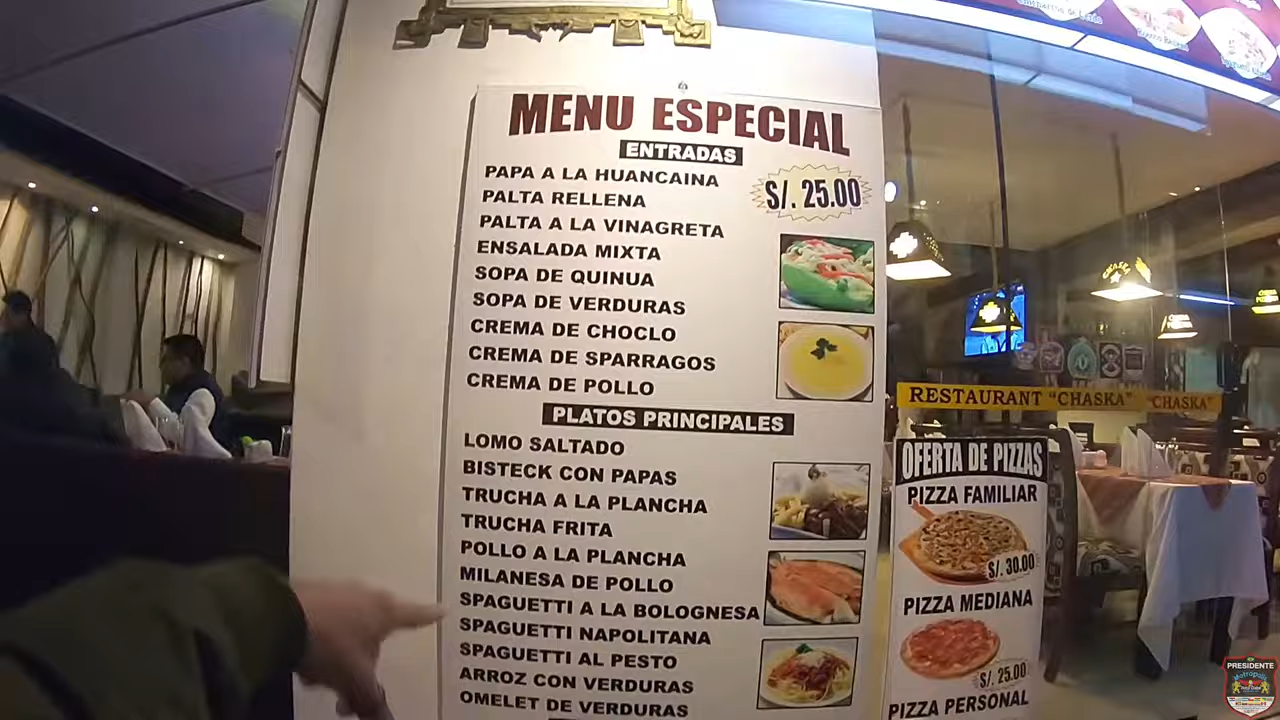 MENU ESPECIAL
ENTRADAS
PAPA A LA HUANCAINA
PALTA RELLENA
S/. 25.00
PALTA A LA VINAGRETA
ENSALADA MIXTA
SOPA DE QUINUA
SOPA DE VERDURAS
CREMA DE CHOCLO
CREMA DE SPARRAGOS
CREMA DE POLLO
PLATOS PRINCIPALES
LOMO SALTADO
BISTECK CON PAPAS
TRUCHA A LA PLANCHA
TRUCHA FRITA
POLLO A LA PLANCHA
MILANESA DE POLLO
SPAGUETTI A LA BOLOGNESA
SPAGUETTI NAPOLITANA
SPAGUETTI AL PESTO
ARROZ CON VERDURAS
OMELET DE VERDURAS
RESTAURANT "CHASKA" "CHASKA"
OFERTA DE PIZZAS
PIZZA FAMILIAR
S/. 30.00
PIZZA MEDIANA
S/. 25.00
PIZZA PERSONAL
PRESIDENTE
Motropolis